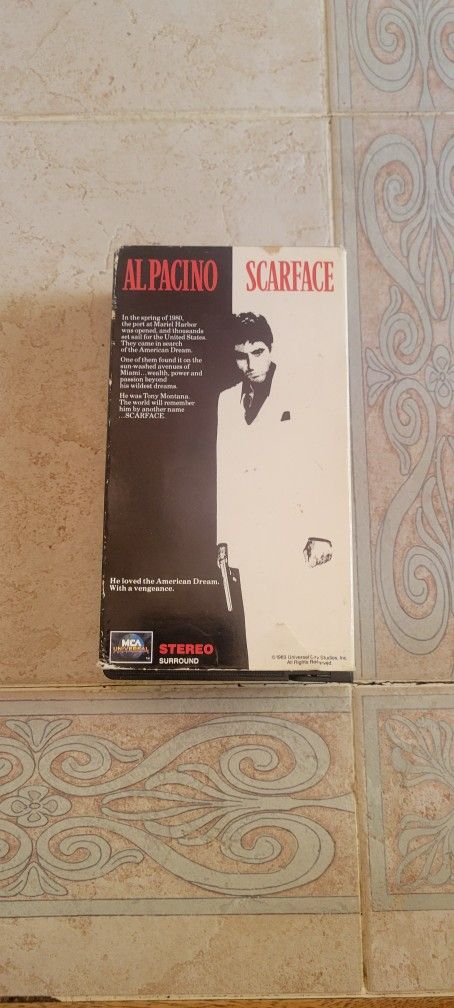 AL PACINO SCARFACE
In the spring of 1980,
the port at Mariel Harbor
was opened, and thousands
set sail for the United States.
They came in search
of the American Dream.
One of them found it on the
sun-washed avenues of
Miami...wealth, power and
passion beyond
his wildest dreams.
He was Tony Montana.
The world will remember
him by another name
...SCARFACE.
He loved the American Dream.
With a vengeance.
MCA
UNIVERSAL
STEREO
SURROUND
©1983 Universal City Studios, Inc.
All Rights Reserved